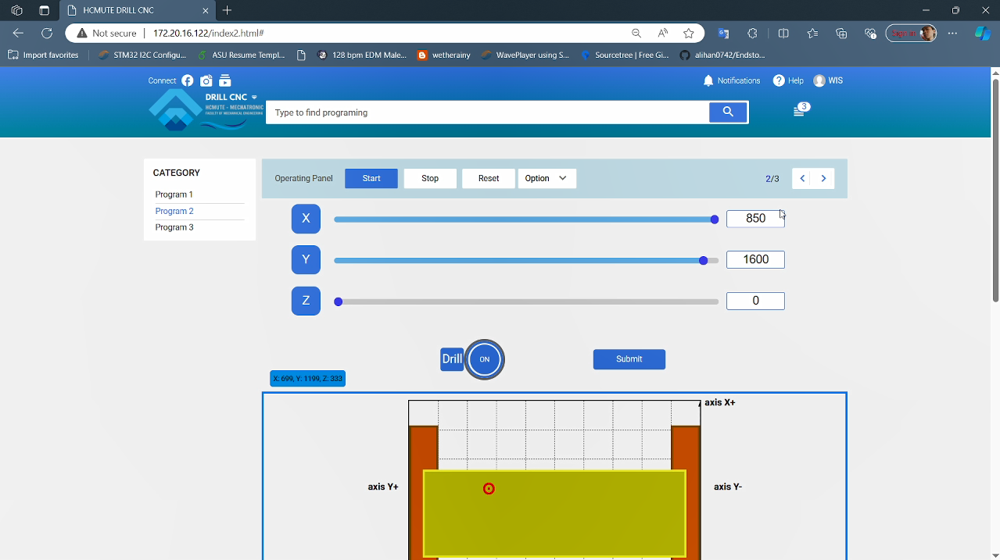 HCMUTE DRILL CNC
Not secure 172.20.16.122/index2.html#
Sign in
Import favorites
STM32 I2C Configu...
ASU Resume Templ...
128 bpm EDM Male...
wetherainy
WavePlayer using S...
Sourcetree | Free Gi...
alihan0742/Endsto...
Connect
Notifications
Help
WIS
DRILL CNC
HCMUTE - MECHATRONIC
FACULTY OF MECHANICAL ENGINEERING
Type to find programing
3
CATEGORY
Program 1
Program 2
Program 3
Operating Panel
Start
Stop
Reset
Option
2/3
X
850
Y
1600
Z
0
Drill
ON
Submit
X: 699, Y: 1199, Z: 333
axis X+
axis Y+
axis Y-